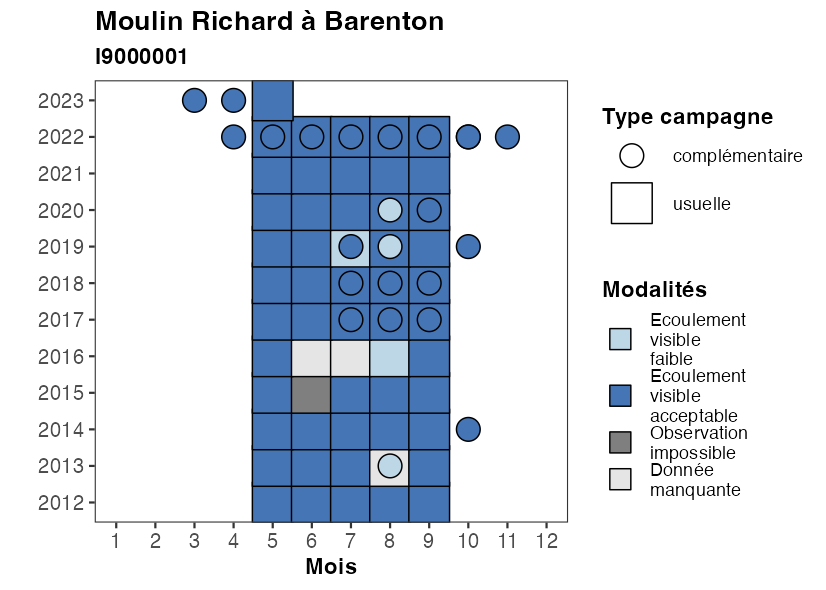 Moulin Richard à Barenton
I9000001
2023
2022
2021
2020
2019
2018
2017
2016
2015
2014
2013
2012
1 2 3 4 5 6 7 8 9 10 11 12
Mois
Type campagne
complémentaire
usuelle
Modalités
Ecoulement
visible
faible
Ecoulement
visible
acceptable
Observation
impossible
Donnée
manquante